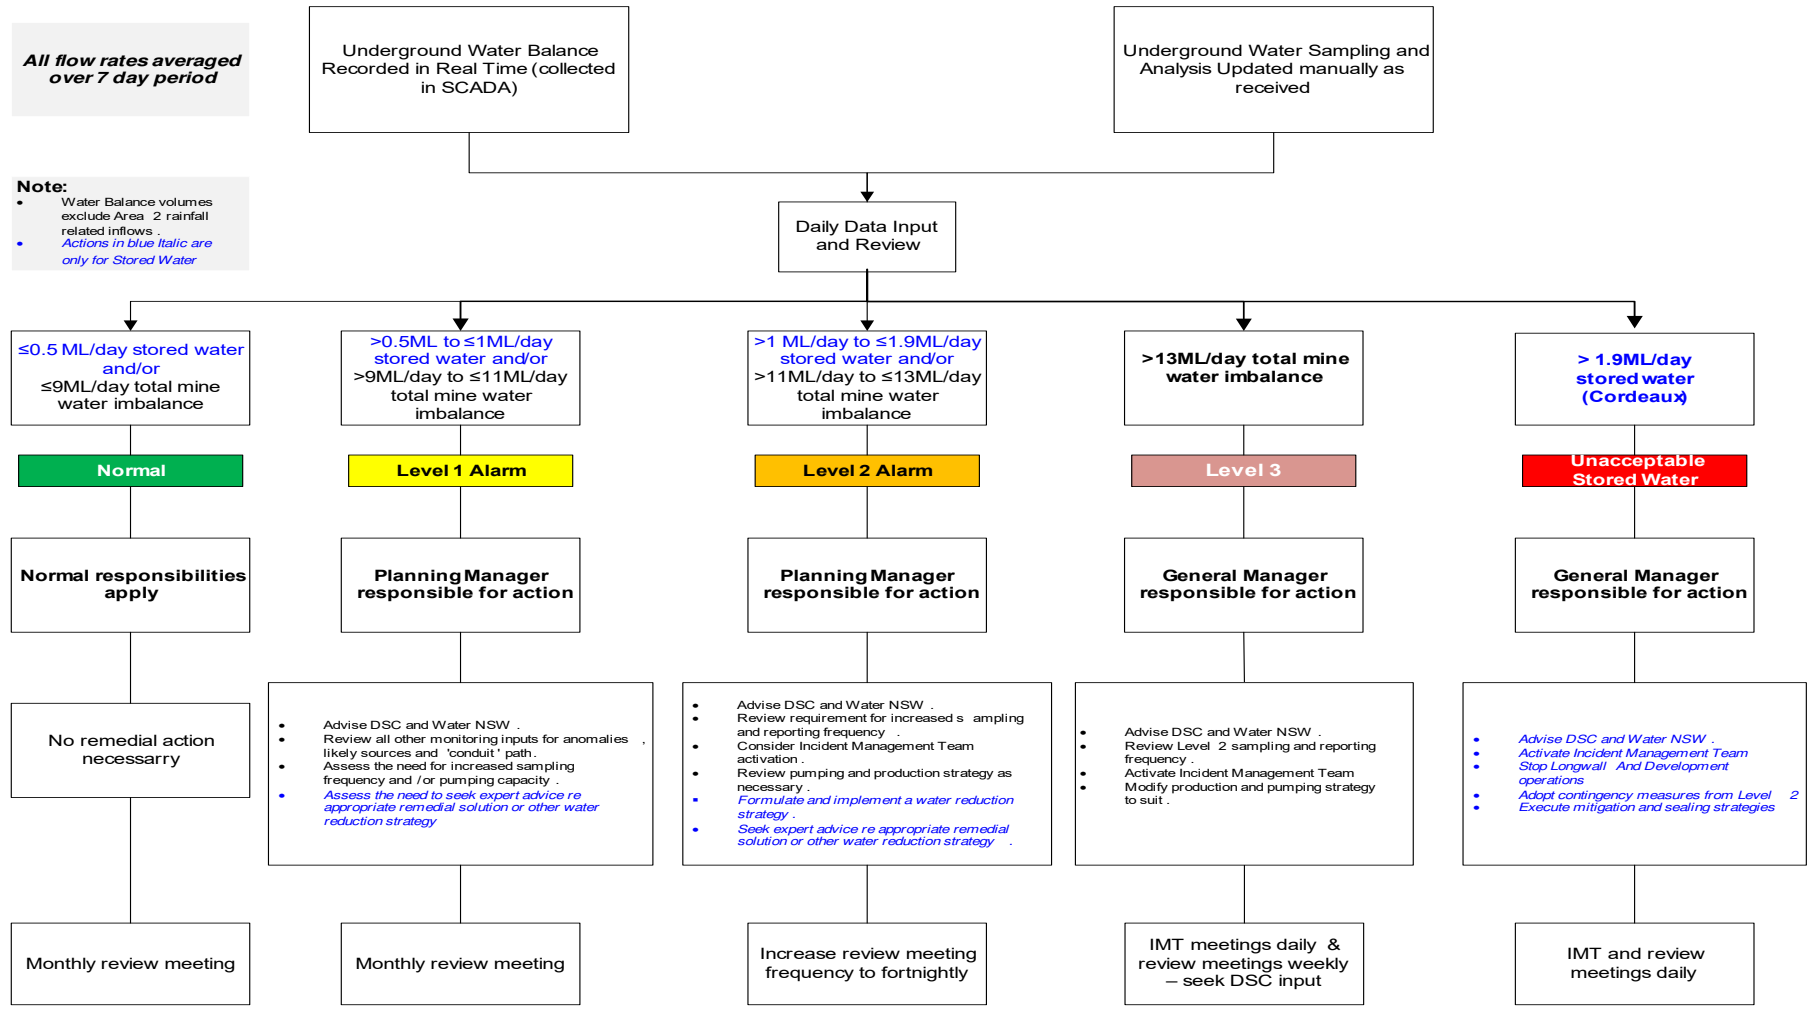 All flow rates averaged
over 7 day period
Underground Water Balance
Recorded in Real Time (collected
in SCADA)
Underground Water Sampling and
Analysis Updated manually as
received
Note:
• Water Balance volumes
exclude Area 2 rainfall
related inflows .
• Actions in blue Italic are
only for Stored Water
Daily Data Input
and Review
≤0.5 ML/day stored water
and/or
≤9ML/day total mine
water imbalance
>0.5ML to ≤1ML/day
stored water and/or
>9ML/day to ≤11ML/day
total mine water
imbalance
>1 ML/day to ≤1.9ML/day
stored water and/or
>11ML/day to ≤13ML/day
total mine water
imbalance
>13ML/day total mine
water imbalance
> 1.9ML/day
stored water
(Cordeaux)
Normal
Level 1 Alarm
Level 2 Alarm
Level 3
Unacceptable
Stored Water
Normal responsibilities
apply
Planning Manager
responsible for action
Planning Manager
responsible for action
General Manager
responsible for action
General Manager
responsible for action
No remedial action
necessarry
• Advise DSC and Water NSW .
• Review all other monitoring inputs for anomalies ,
likely sources and 'conduit' path.
• Assess the need for increased sampling
frequency and /or pumping capacity .
• Assess the need to seek expert advice re
appropriate remedial solution or other water
reduction strategy
• Advise DSC and Water NSW .
• Review requirement for increased s ampling
and reporting frequency .
• Consider Incident Management Team
activation .
• Review pumping and production strategy as
necessary .
▪ Formulate and implement a water reduction
strategy .
• Seek expert advice re appropriate remedial
solution or other water reduction strategy .
• Advise DSC and Water NSW .
• Review Level 2 sampling and reporting
frequency .
• Activate Incident Management Team
• Modify production and pumping strategy
to suit .
• Advise DSC and Water NSW .
• Activate Incident Management Team
• Stop Longwall And Development
operations
• Adopt contingency measures from Level 2
• Execute mitigation and sealing strategies
Monthly review meeting
Monthly review meeting
Increase review meeting
frequency to fortnightly
IMT meetings daily &
review meetings weekly
– seek DSC input
IMT and review
meetings daily